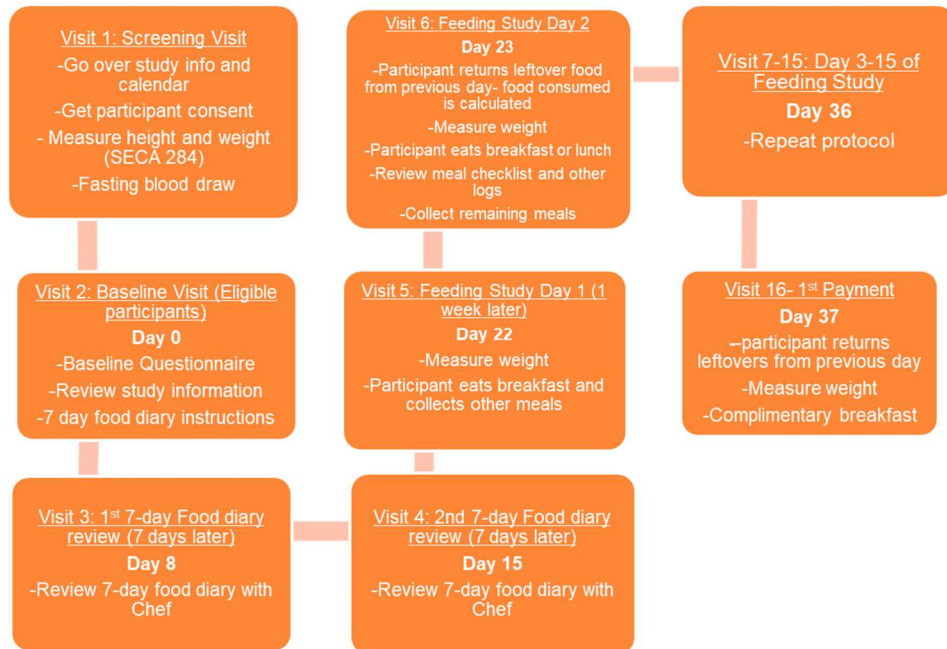 Visit 1: Screening Visit
-Go over study info and
calendar
-Get participant consent
- Measure height and weight
(SECA 284)
-Fasting blood draw
Visit 2: Baseline Visit (Eligible
participants)
Day 0
-Baseline Questionnaire
-Review study information
-7 day food diary instructions
Visit 3: 1st 7-day Food diary
review (7 days later)
Day 8
-Review 7-day food diary with
Chef
Visit 4: 2nd 7-day Food diary
review (7 days later)
Day 15
-Review 7-day food diary with
Chef
Visit 5: Feeding Study Day 1 (1
week later)
Day 22
-Measure weight
-Participant eats breakfast and
collects other meals
Visit 6: Feeding Study Day 2
Day 23
-Participant returns leftover food
from previous day- food consumed
is calculated
-Measure weight
-Participant eats breakfast or lunch
-Review meal checklist and other
logs
-Collect remaining meals
Visit 7-15: Day 3-15 of
Feeding Study
Day 36
-Repeat protocol
Visit 16- 1st Payment
Day 37
--participant returns
leftovers from previous day
-Measure weight
-Complimentary breakfast